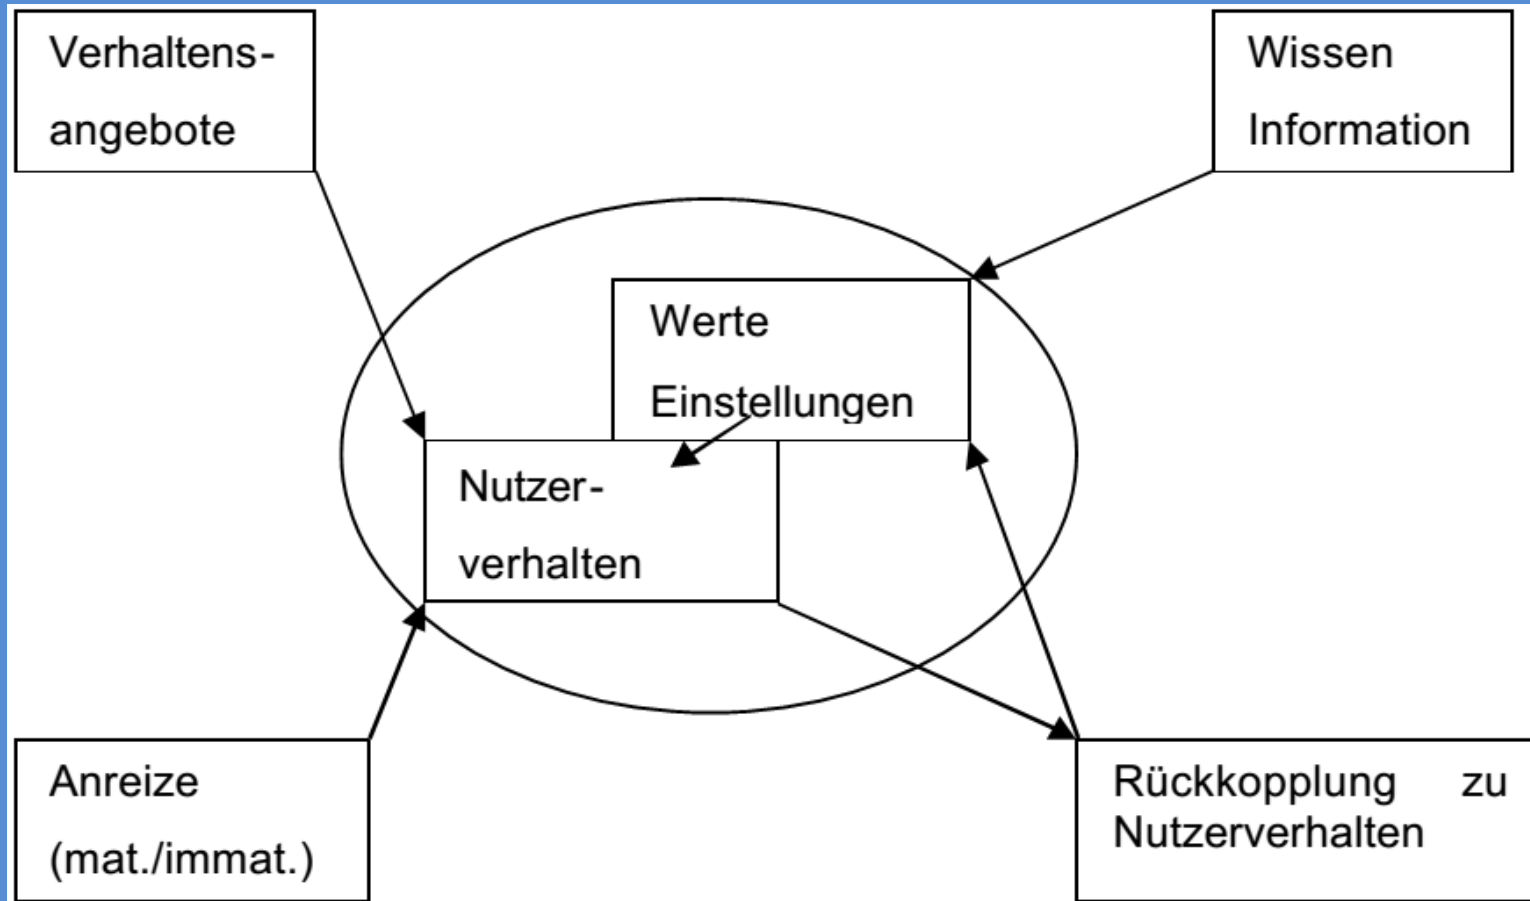 Verhaltens-
angebote
Wissen
Information
Werte
Einstellungen
Nutzer-
verhalten
Anreize
(mat./immat.)
Rückkopplung zu
Nutzerverhalten